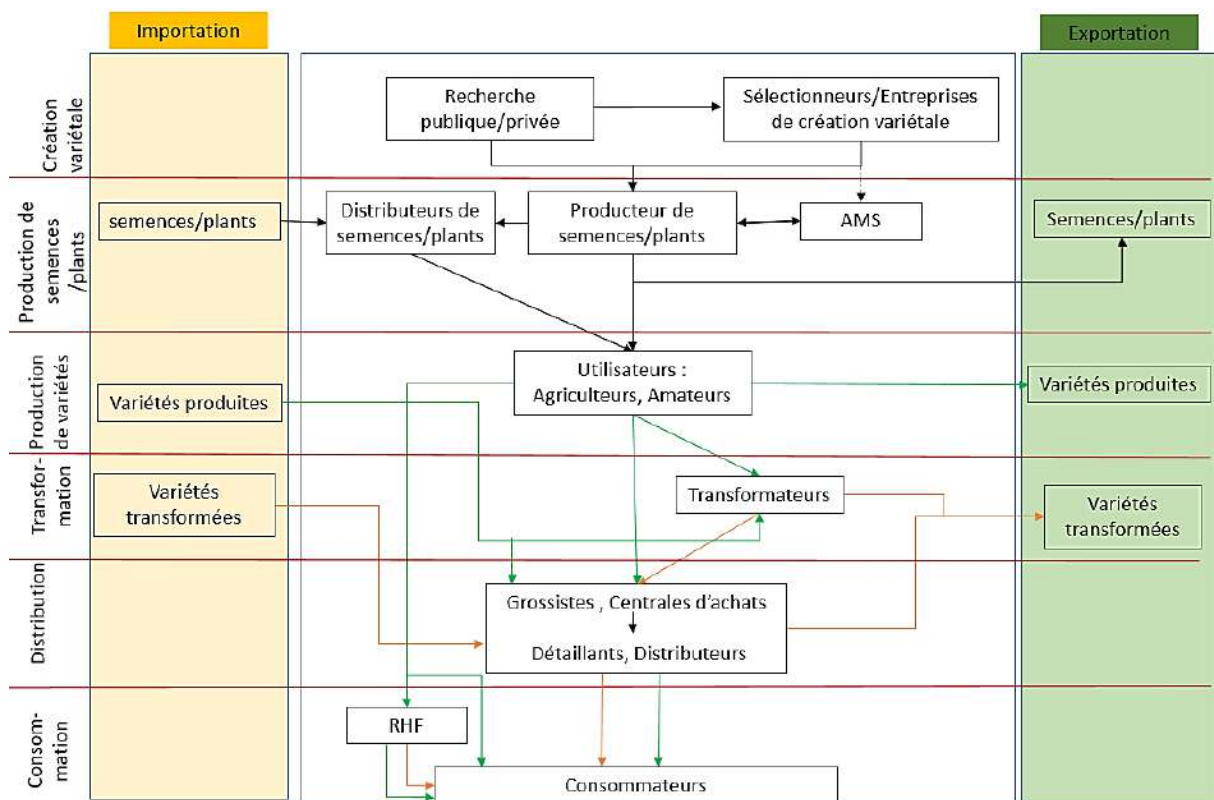 Importation
Exportation
Création
variétale
Recherche
publique/privée
Sélectionneurs/Entreprises
de création variétale
Production de
semences
/plants
semences/plants
Distributeurs de
semences/plants
Producteur de
semences/plants
AMS
Semences/plants
Production
de variétés
Variétés produites
Utilisateurs :
Agriculteurs, Amateurs
Variétés produites
Transfor-
mation
Variétés
transformées
Transformateurs
Variétés
transformées
Distribution
Grossistes , Centrales d'achats
Détaillants, Distributeurs
Consom-
mation
RHF
Consommateurs